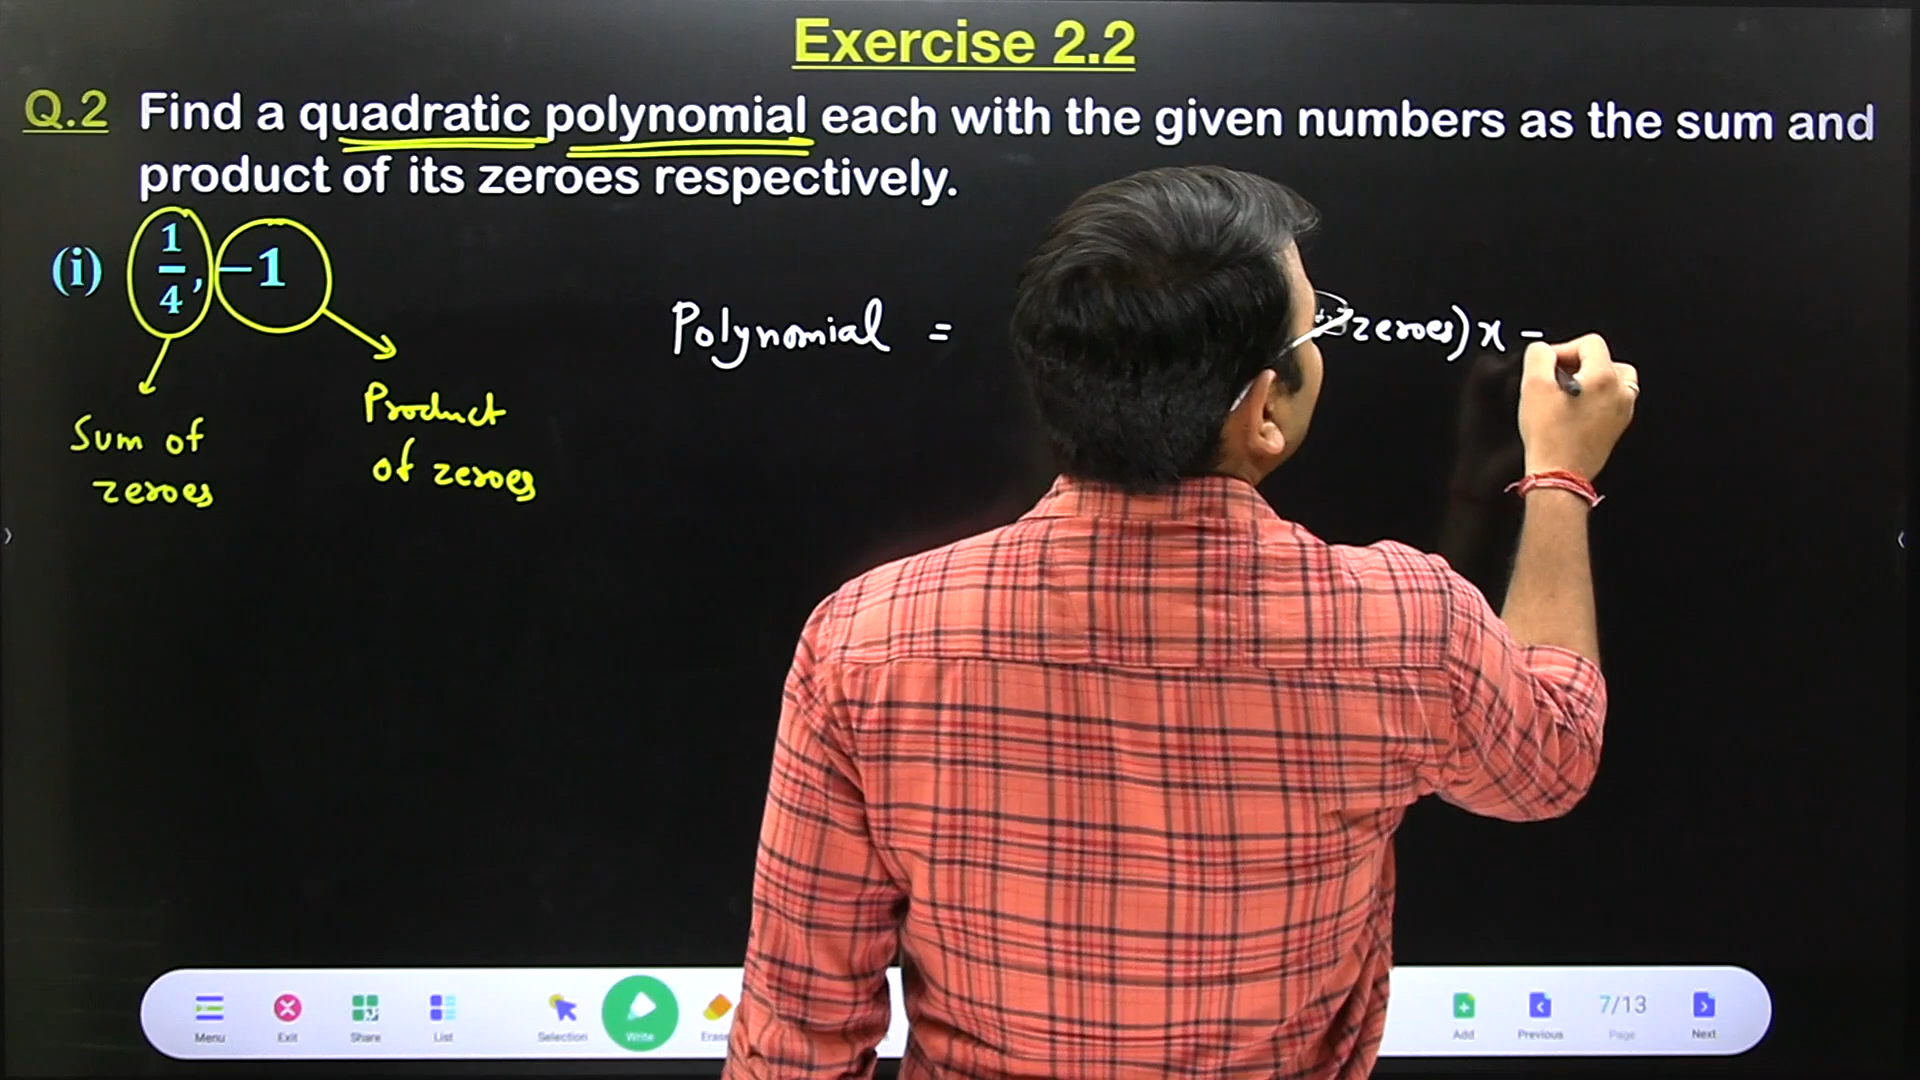 Exercise 2.2
Q.2 Find a quadratic polynomial each with the given numbers as the sum and
product of its zeroes respectively.
(i) 1/4, −1
Polynomial = zeroes) x −
Sum of
zeroes
Product
of zeroes
Menu Exit Share List Selection Write Add Previous 7/13 Page Next